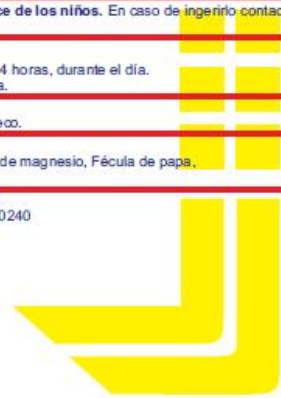 ce de los niños. En caso de ingerirlo contac
4 horas, durante el día.
a.
eco.
de magnesio, Fécula de papa,
0240